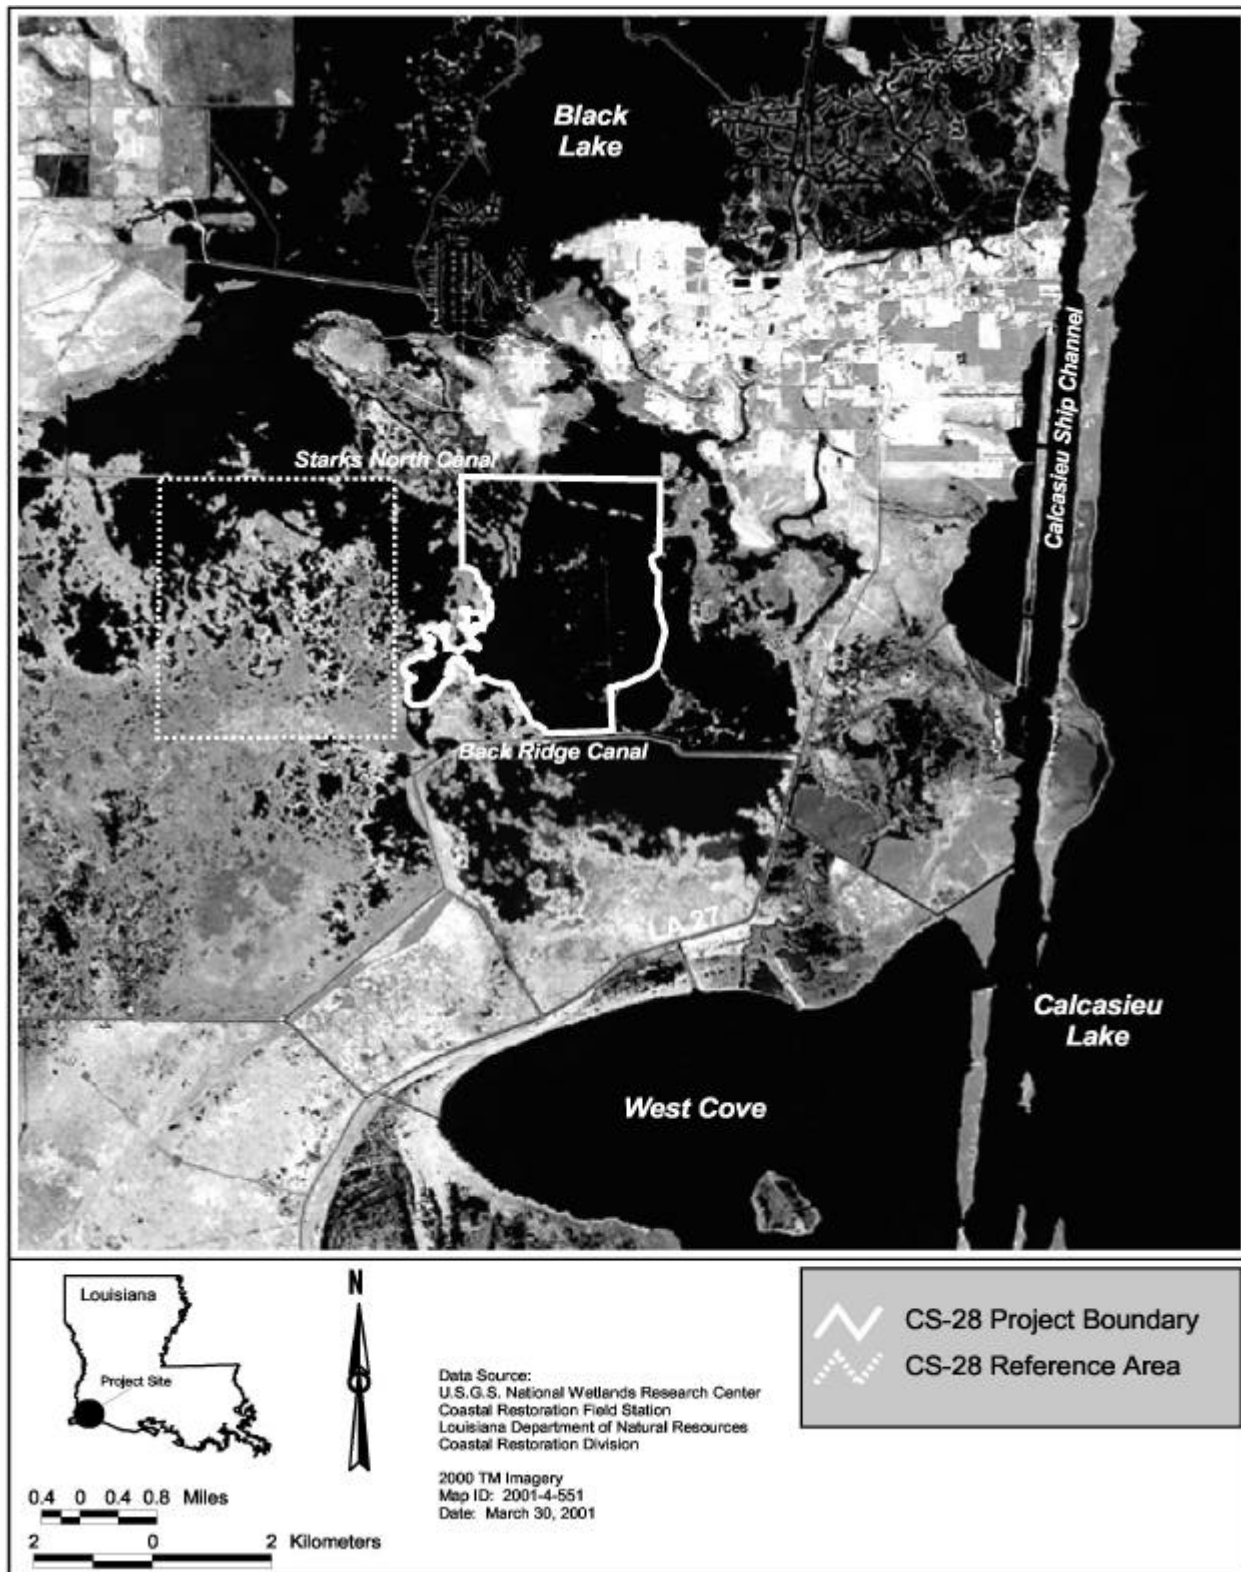 Black
Lake
Calcasieu Ship Channel
Starks North Canal
Back Ridge Canal
LA 27
Calcasieu
Lake
West Cove
Louisiana
Project Site
N
0.4 0 0.4 0.8 Miles
2 0 2 Kilometers
Data Source:
U.S.G.S. National Wetlands Research Center
Coastal Restoration Field Station
Louisiana Department of Natural Resources
Coastal Restoration Division
2000 TM Imagery
Map ID: 2001-4-551
Date: March 30, 2001
CS-28 Project Boundary
CS-28 Reference Area